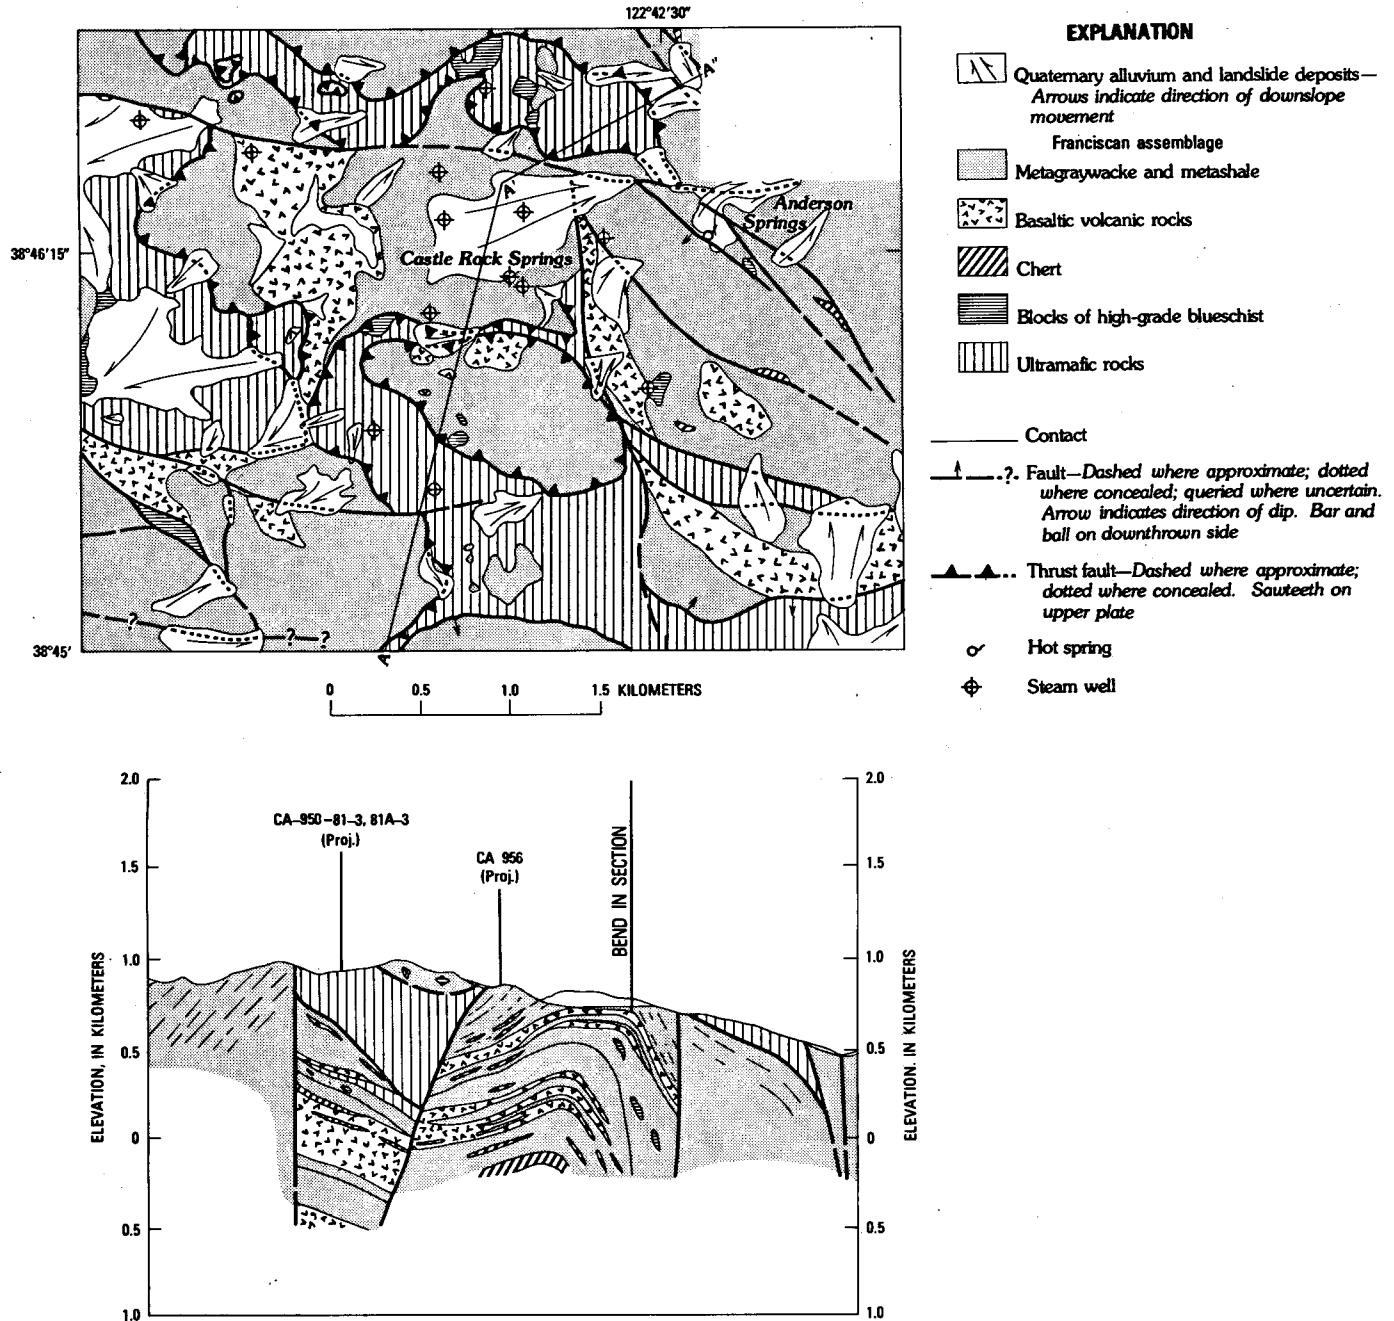 122°42'30"
A"
A'
Anderson
Springs
38°46'15"
Castle Rock Springs
?
?
?
38°45'
A
0 0.5 1.0 1.5 KILOMETERS
EXPLANATION
Quaternary alluvium and landslide deposits—
Arrows indicate direction of downslope
movement
Franciscan assemblage
Metagraywacke and metashale
Basaltic volcanic rocks
Chert
Blocks of high-grade blueschist
Ultramafic rocks
Contact
.?. Fault—Dashed where approximate; dotted
where concealed; queried where uncertain.
Arrow indicates direction of dip. Bar and
ball on downthrown side
Thrust fault—Dashed where approximate;
dotted where concealed. Sawteeth on
upper plate
Hot spring
Steam well
2.0
1.5
1.0
0.5
0
0.5
1.0
ELEVATION, IN KILOMETERS
CA–950–81–3, 81A–3
(Proj.)
CA 956
(Proj.)
BEND IN SECTION
2.0
1.5
1.0
0.5
0
0.5
1.0
ELEVATION. IN KILOMETERS